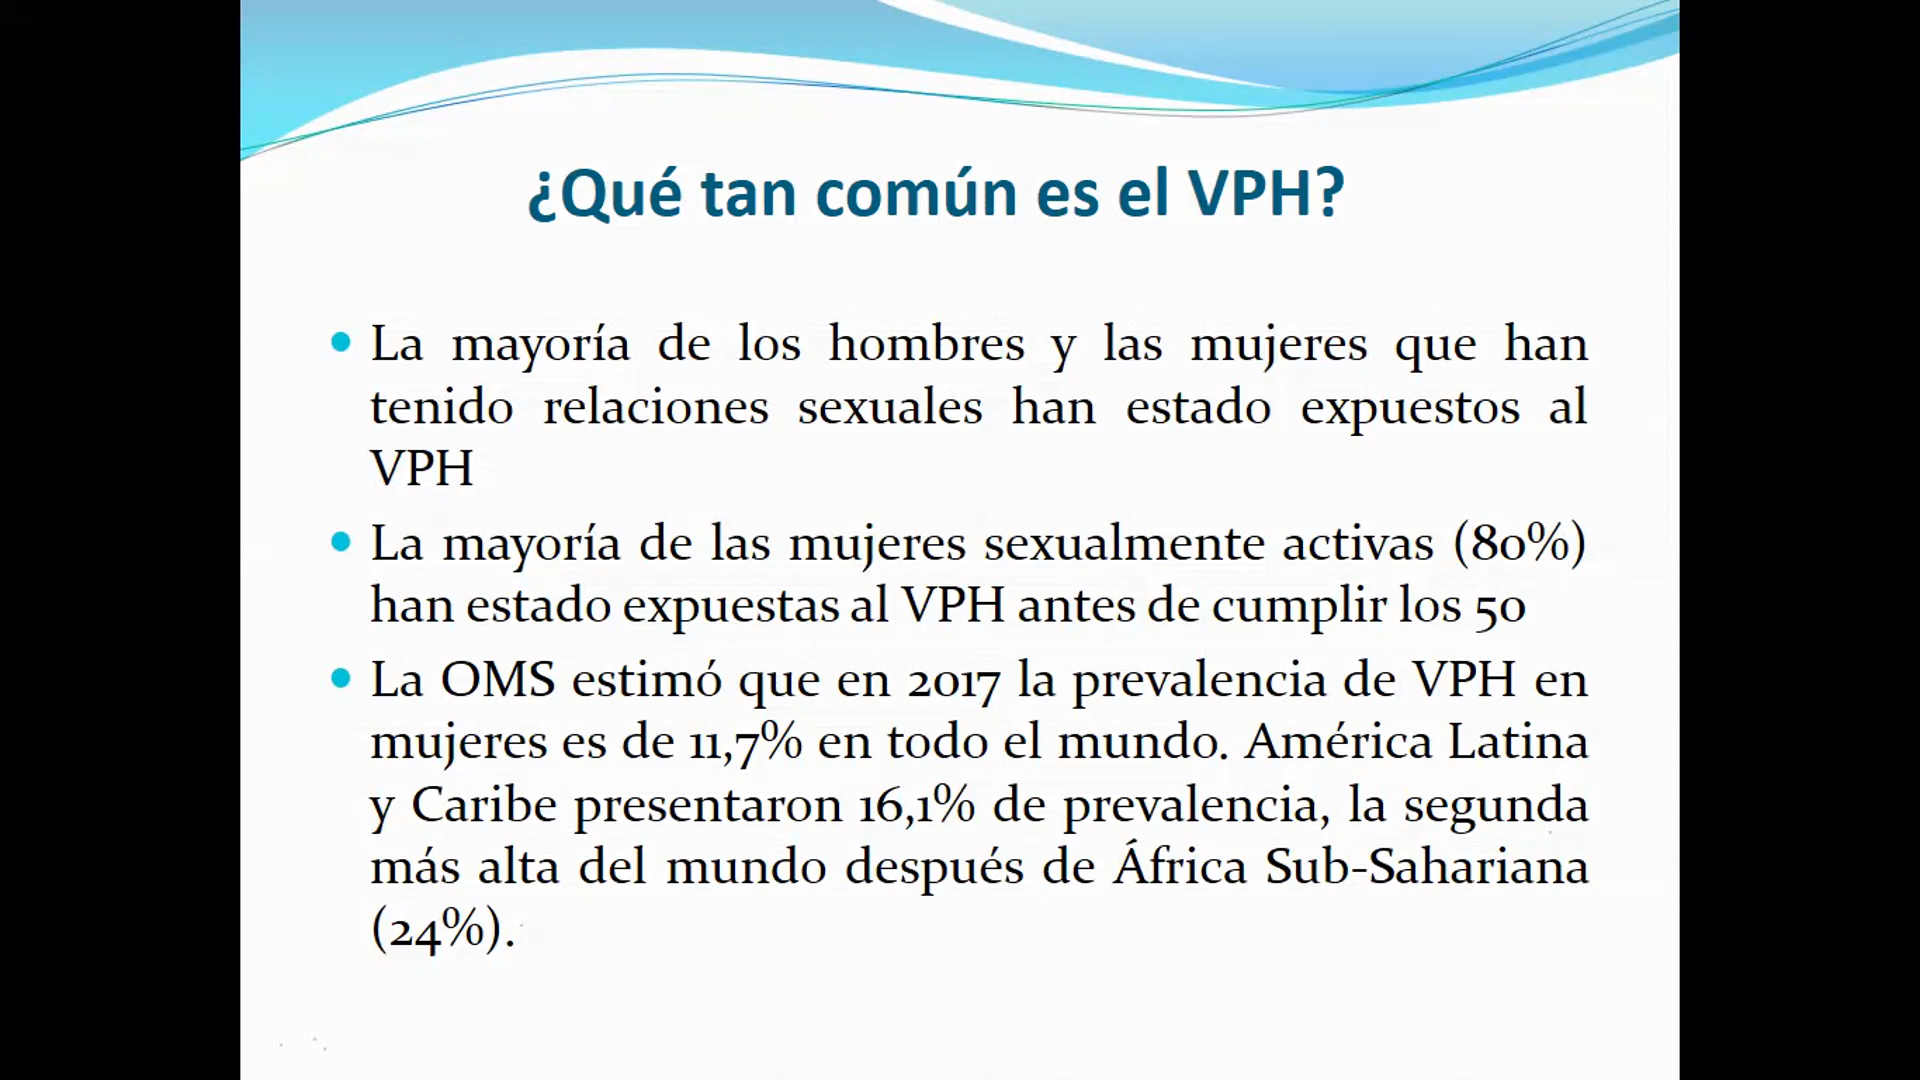 ¿Qué tan común es el VPH?
• La mayoría de los hombres y las mujeres que han
tenido relaciones sexuales han estado expuestos al
VPH
• La mayoría de las mujeres sexualmente activas (80%)
han estado expuestas al VPH antes de cumplir los 50
• La OMS estimó que en 2017 la prevalencia de VPH en
mujeres es de 11,7% en todo el mundo. América Latina
y Caribe presentaron 16,1% de prevalencia, la segunda
más alta del mundo después de África Sub-Sahariana
(24%).